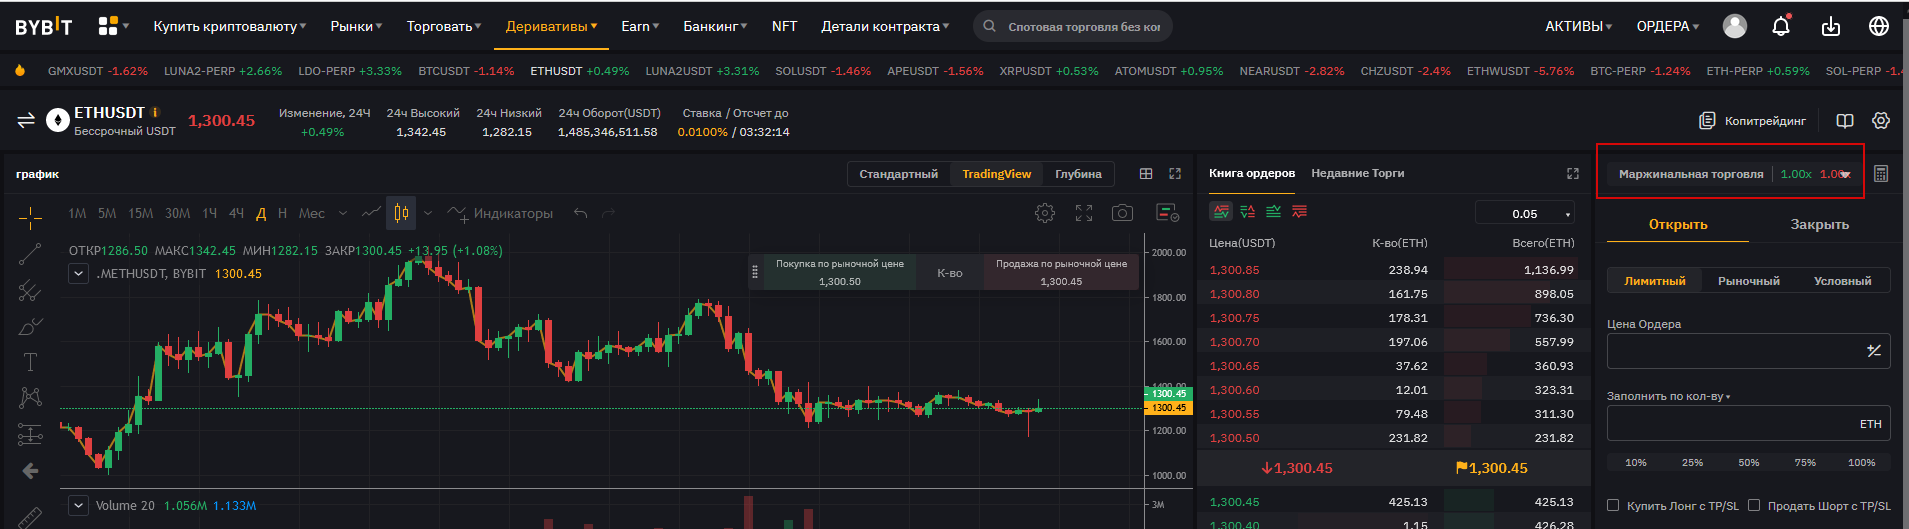 BYBIT Купить криптовалюту Рынки Торговать Деривативы Earn Банкинг NFT Детали контракта Спотовая торговля без ко АКТИВЫ ОРДЕРА
GMXUSDT -1.62% LUNA2-PERP +2.66% LDO-PERP +3.33% BTCUSDT -1.14% ETHUSDT +0.49% LUNA2USDT +3.31% SOLUSDT -1.46% APEUSDT -1.56% XRPUSDT +0.53% ATOMUSDT +0.95% NEARUSDT -2.82% CHZUSDT -2.4% ETHWUSDT -5.76% BTC-PERP -1.24% ETH-PERP +0.59% SOL-PERP -1.4
ETHUSDT
Бессрочный USDT
1,300.45
Изменение, 24Ч 24ч Высокий 24ч Низкий 24ч Оборот(USDT) Ставка / Отсчет до
+0.49% 1,342.45 1,282.15 1,485,346,511.58 0.0100% / 03:32:14
Копитрейдинг
график
Стандартный TradingView Глубина
1М 5М 15М 30М 1Ч 4Ч Д Н Мес Индикаторы
ОТКР1286.50 МАКС1342.45 МИН1282.15 ЗАКР1300.45 +13.95 (+1.08%)
.METHUSDT, BYBIT 1300.45
Покупка по рыночной цене
1,300.50
К-во
Продажа по рыночной цене
1,300.45
2000.00
1800.00
1600.00
1400.00
1300.45
1300.45
1200.00
1000.00
Volume 20 1.056M 1.133M
3M
Книга ордеров Недавние Торги
0.05
Цена(USDT) К-во(ETH) Всего(ETH)
1,300.85 238.94 1,136.99
1,300.80 161.75 898.05
1,300.75 178.31 736.30
1,300.70 197.06 557.99
1,300.65 37.62 360.93
1,300.60 12.01 323.31
1,300.55 79.48 311.30
1,300.50 231.82 231.82
1,300.45 1,300.45
1,300.45 425.13 425.13
1,300.40 1.15 426.28
Маржинальная торговля 1.00x 1.00x
Открыть Закрыть
Лимитный Рыночный Условный
Цена Ордера
Заполнить по кол-ву
ETH
10% 25% 50% 75% 100%
Купить Лонг с TP/SL Продать Шорт с TP/SL